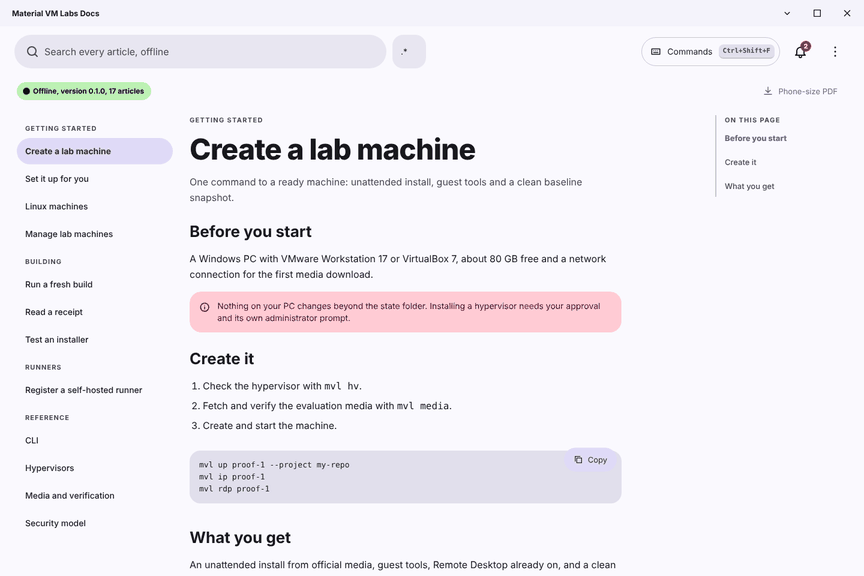 Material VM Labs Docs
Search every article, offline
.*
Commands Ctrl+Shift+F
2
Offline, version 0.1.0, 17 articles
Phone-size PDF
GETTING STARTED
Create a lab machine
Set it up for you
Linux machines
Manage lab machines
BUILDING
Run a fresh build
Read a receipt
Test an installer
RUNNERS
Register a self-hosted runner
REFERENCE
CLI
Hypervisors
Media and verification
Security model
GETTING STARTED
Create a lab machine
One command to a ready machine: unattended install, guest tools and a clean baseline
snapshot.
Before you start
A Windows PC with VMware Workstation 17 or VirtualBox 7, about 80 GB free and a network
connection for the first media download.
Nothing on your PC changes beyond the state folder. Installing a hypervisor needs your approval
and its own administrator prompt.
Create it
1. Check the hypervisor with mvl hv.
2. Fetch and verify the evaluation media with mvl media.
3. Create and start the machine.
Copy
mvl up proof-1 --project my-repo
mvl ip proof-1
mvl rdp proof-1
What you get
An unattended install from official media, guest tools, Remote Desktop already on, and a clean
ON THIS PAGE
Before you start
Create it
What you get